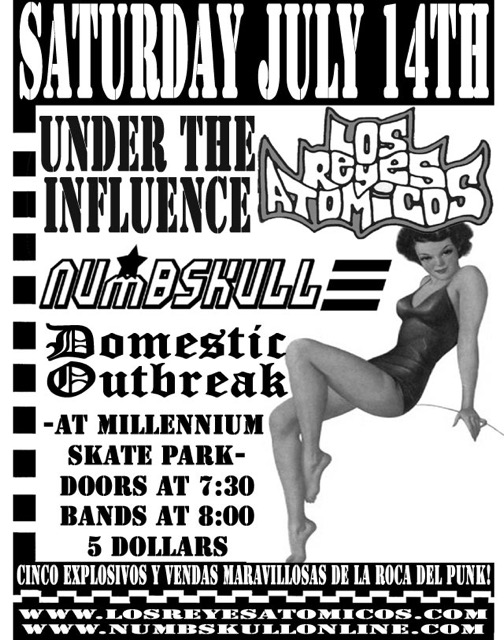 SATURDAY JULY 14TH
UNDER THE
INFLUENCE
LOS
REYES
ATOMICOS
NUMBSKULL
Domestic
Outbreak
-AT MILLENNIUM
SKATE PARK-
DOORS AT 7:30
BANDS AT 8:00
5 DOLLARS
CINCO EXPLOSIVOS Y VENDAS MARAVILLOSAS DE LA ROCA DEL PUNK!
WWW.LOSREYESATOMICOS.COM
WWW.NUMBSKULLONLINE.COM